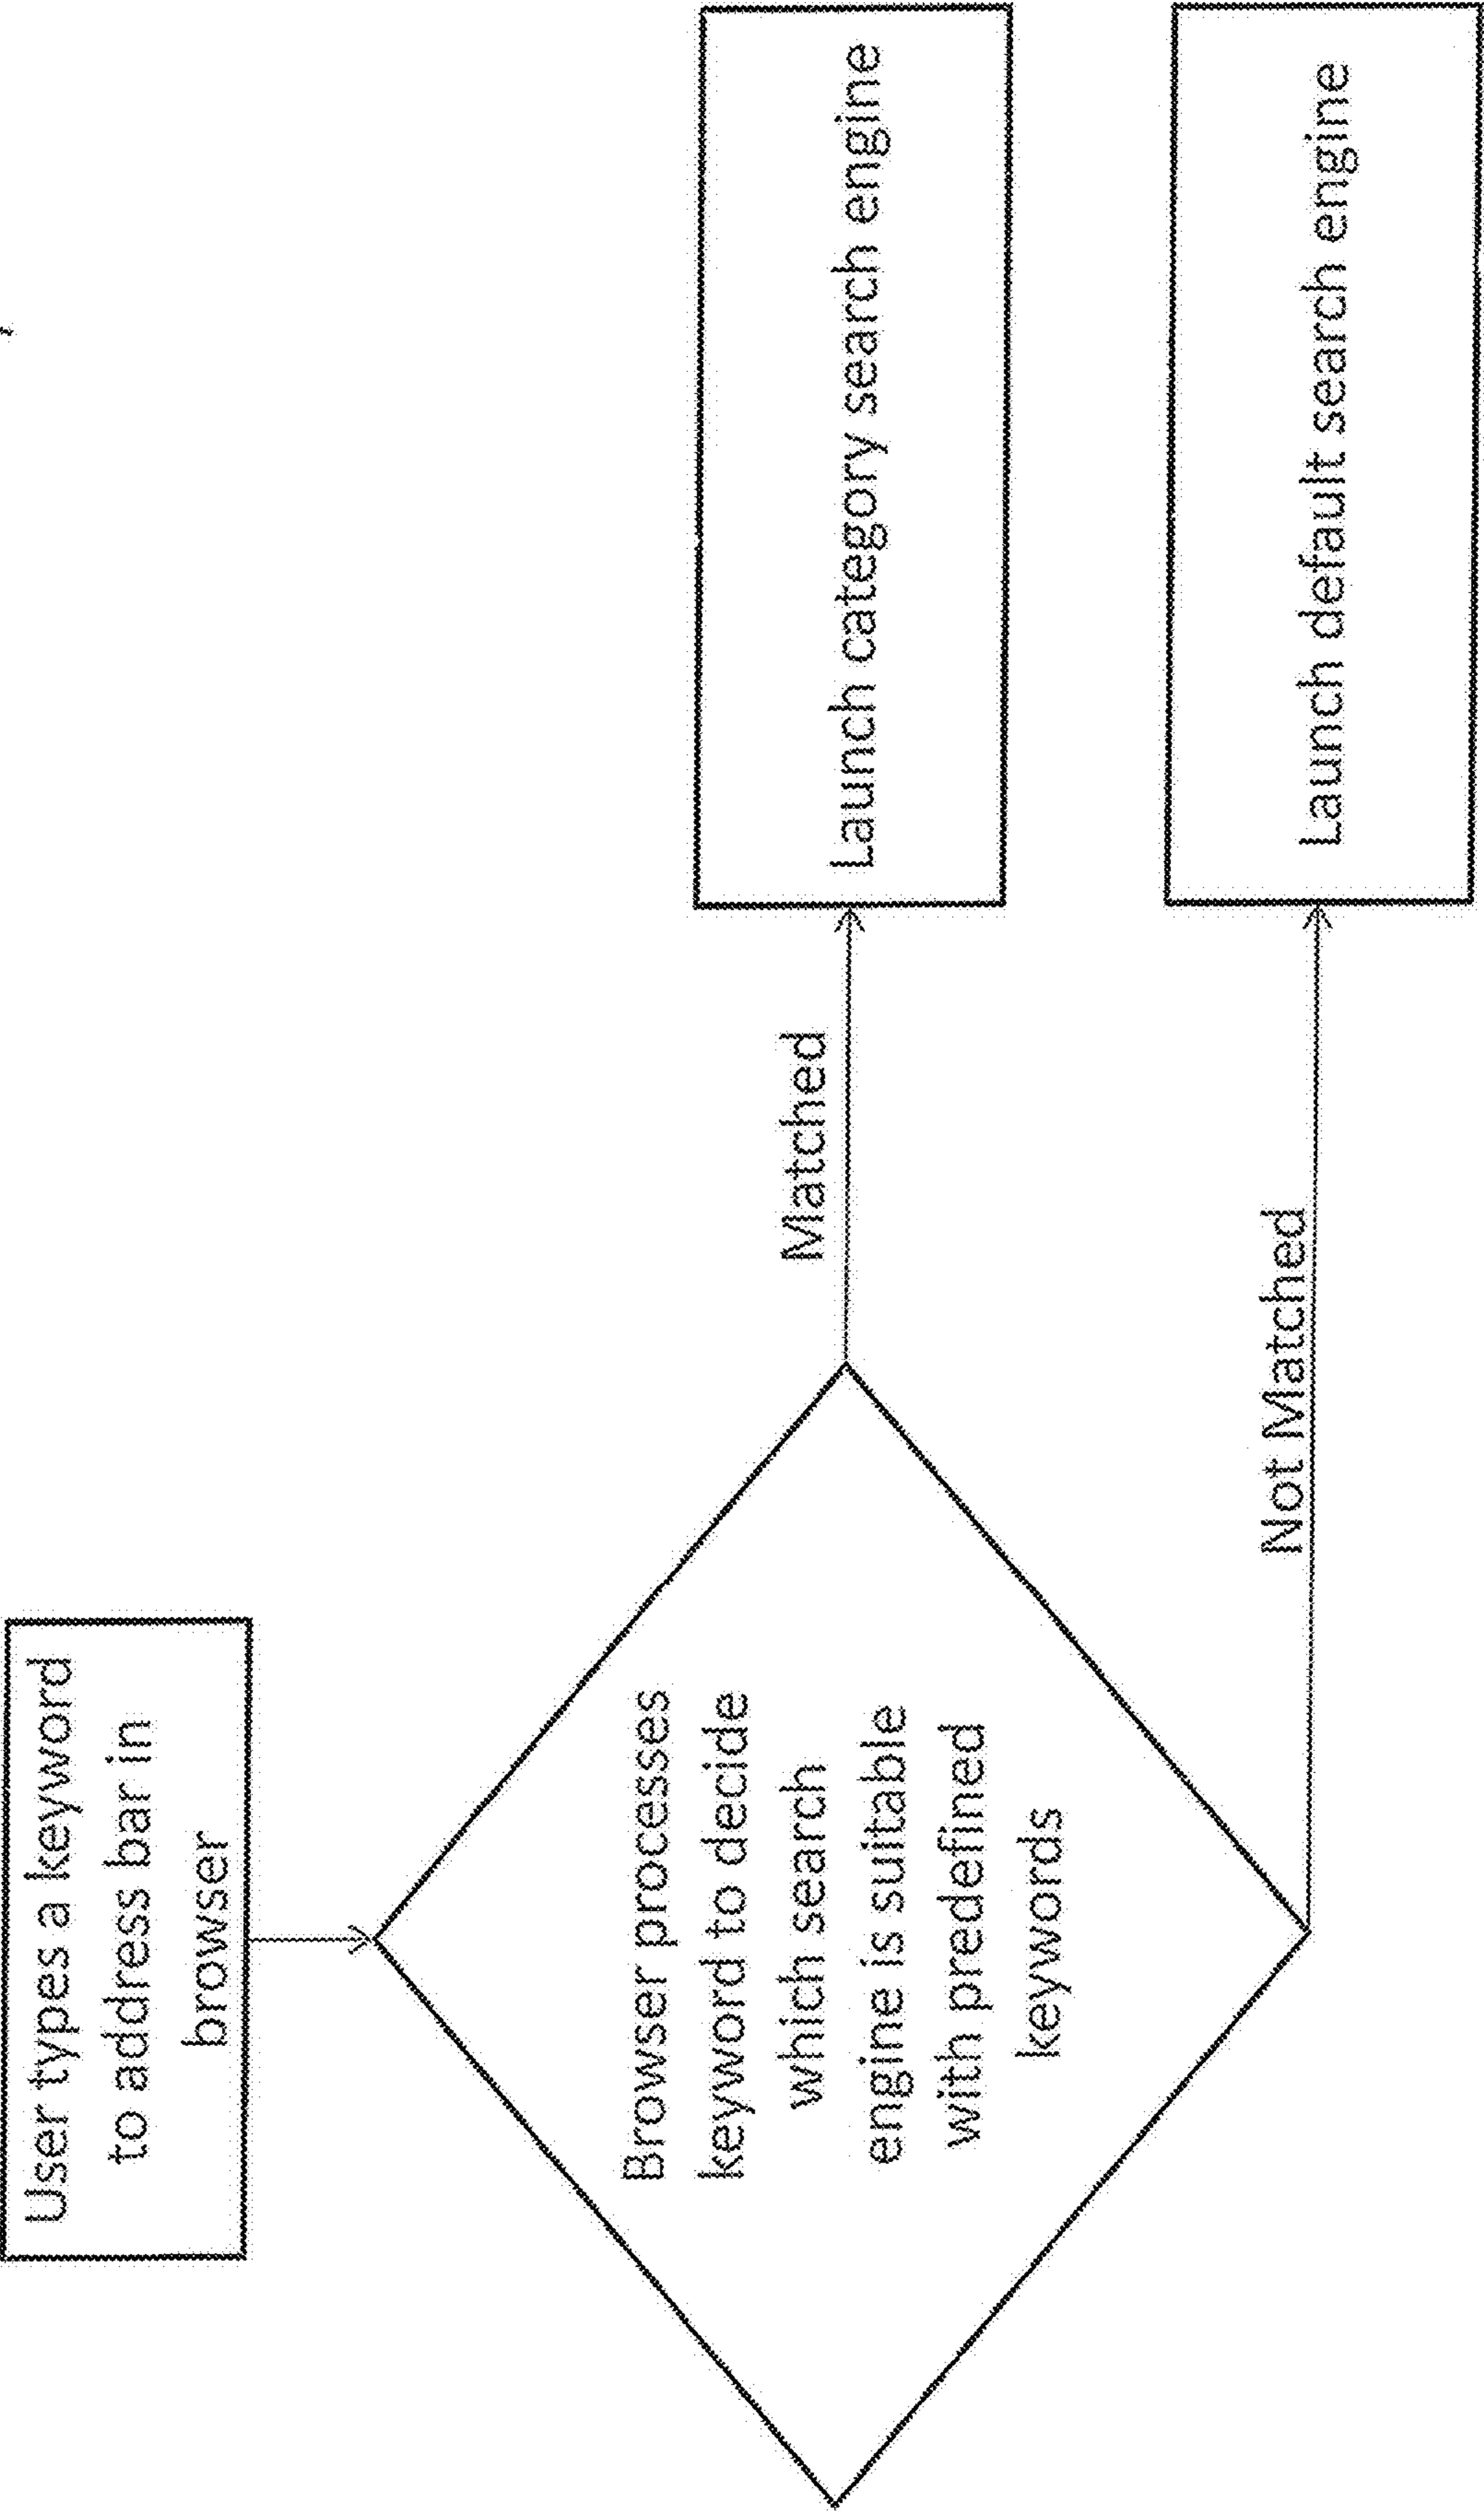 User types a keyword
to address bar in
browser
Browser processes
keyword to decide
which search
engine is suitable
with predefined
keywords
Matched
Launch category search engine
Not Matched
Launch default search engine